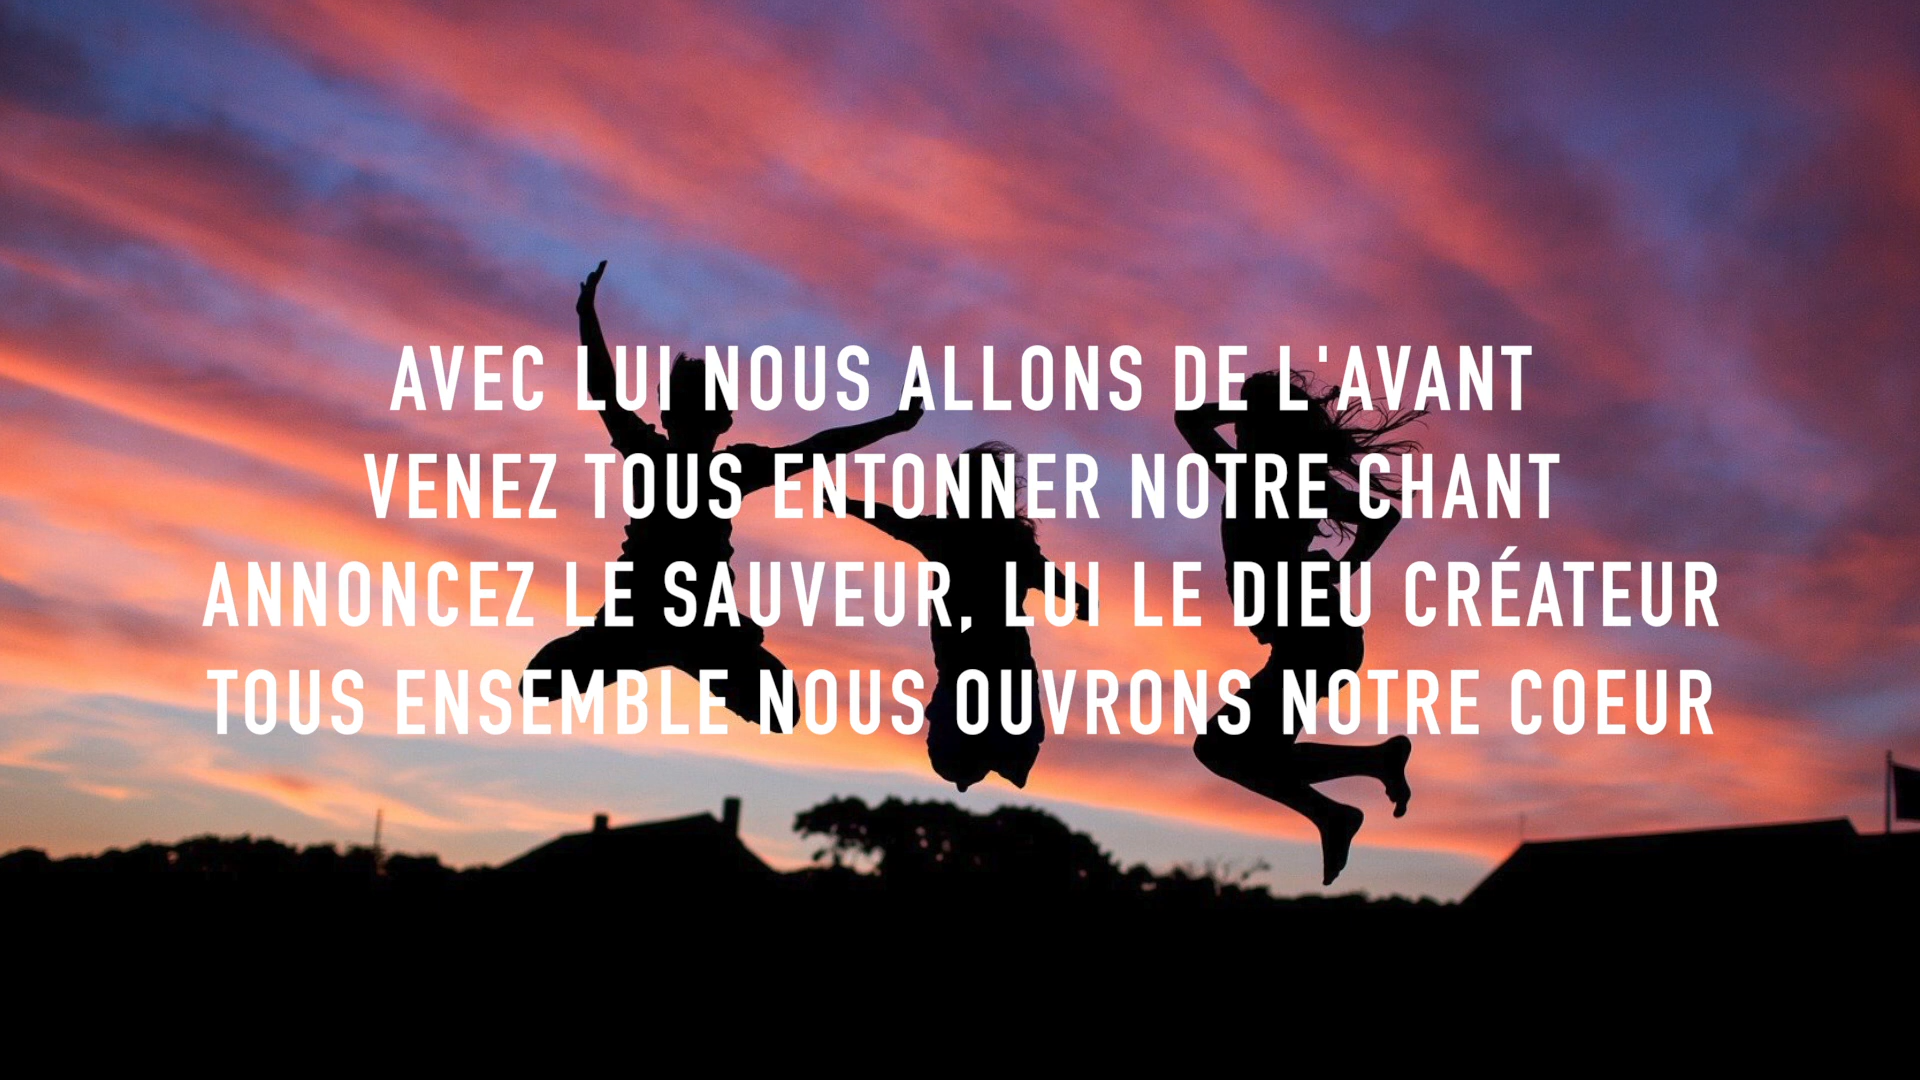 AVEC LUI NOUS ALLONS DE L'AVANT
VENEZ TOUS ENTONNER NOTRE CHANT
ANNONCEZ LE SAUVEUR, LUI LE DIEU CRÉATEUR
TOUS ENSEMBLE NOUS OUVRONS NOTRE COEUR